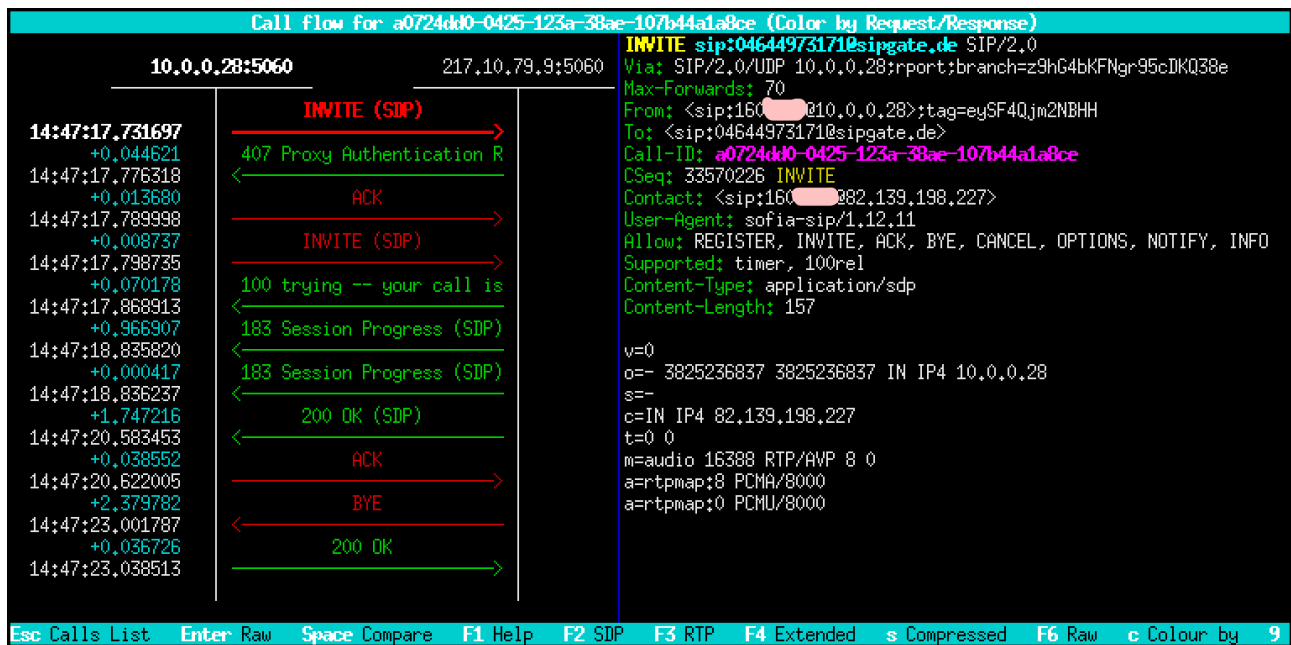 Call flow for a0724dd0-0425-123a-38ae-107b44a1a8ce (Color by Request/Response)
10.0.0.28:5060 217.10.79.9:5060
INVITE (SDP)
14:47:17.731697
+0.044621 407 Proxy Authentication R
14:47:17.776318
+0.013680 ACK
14:47:17.789998
+0.008737 INVITE (SDP)
14:47:17.798735
+0.070178 100 trying -- your call is
14:47:17.868913
+0.966907 183 Session Progress (SDP)
14:47:18.835820
+0.000417 183 Session Progress (SDP)
14:47:18.836237
+1.747216 200 OK (SDP)
14:47:20.583453
+0.038552 ACK
14:47:20.622005
+2.379782 BYE
14:47:23.001787
+0.036726 200 OK
14:47:23.038513
INVITE sip:04644973171@sipgate.de SIP/2.0
Via: SIP/2.0/UDP 10.0.0.28;rport;branch=z9hG4bKFNgr95cDKQ38e
Max-Forwards: 70
From: <sip:160 @10.0.0.28>;tag=eySF4Qjm2NBHH
To: <sip:04644973171@sipgate.de>
Call-ID: a0724dd0-0425-123a-38ae-107b44a1a8ce
CSeq: 33570226 INVITE
Contact: <sip:160 @82.139.198.227>
User-Agent: sofia-sip/1.12.11
Allow: REGISTER, INVITE, ACK, BYE, CANCEL, OPTIONS, NOTIFY, INFO
Supported: timer, 100rel
Content-Type: application/sdp
Content-Length: 157
v=0
o=- 3825236837 3825236837 IN IP4 10.0.0.28
s=-
c=IN IP4 82.139.198.227
t=0 0
m=audio 16388 RTP/AVP 8 0
a=rtpmap:8 PCMA/8000
a=rtpmap:0 PCMU/8000
Esc Calls List Enter Raw Space Compare F1 Help F2 SDP F3 RTP F4 Extended s Compressed F6 Raw c Colour by 9